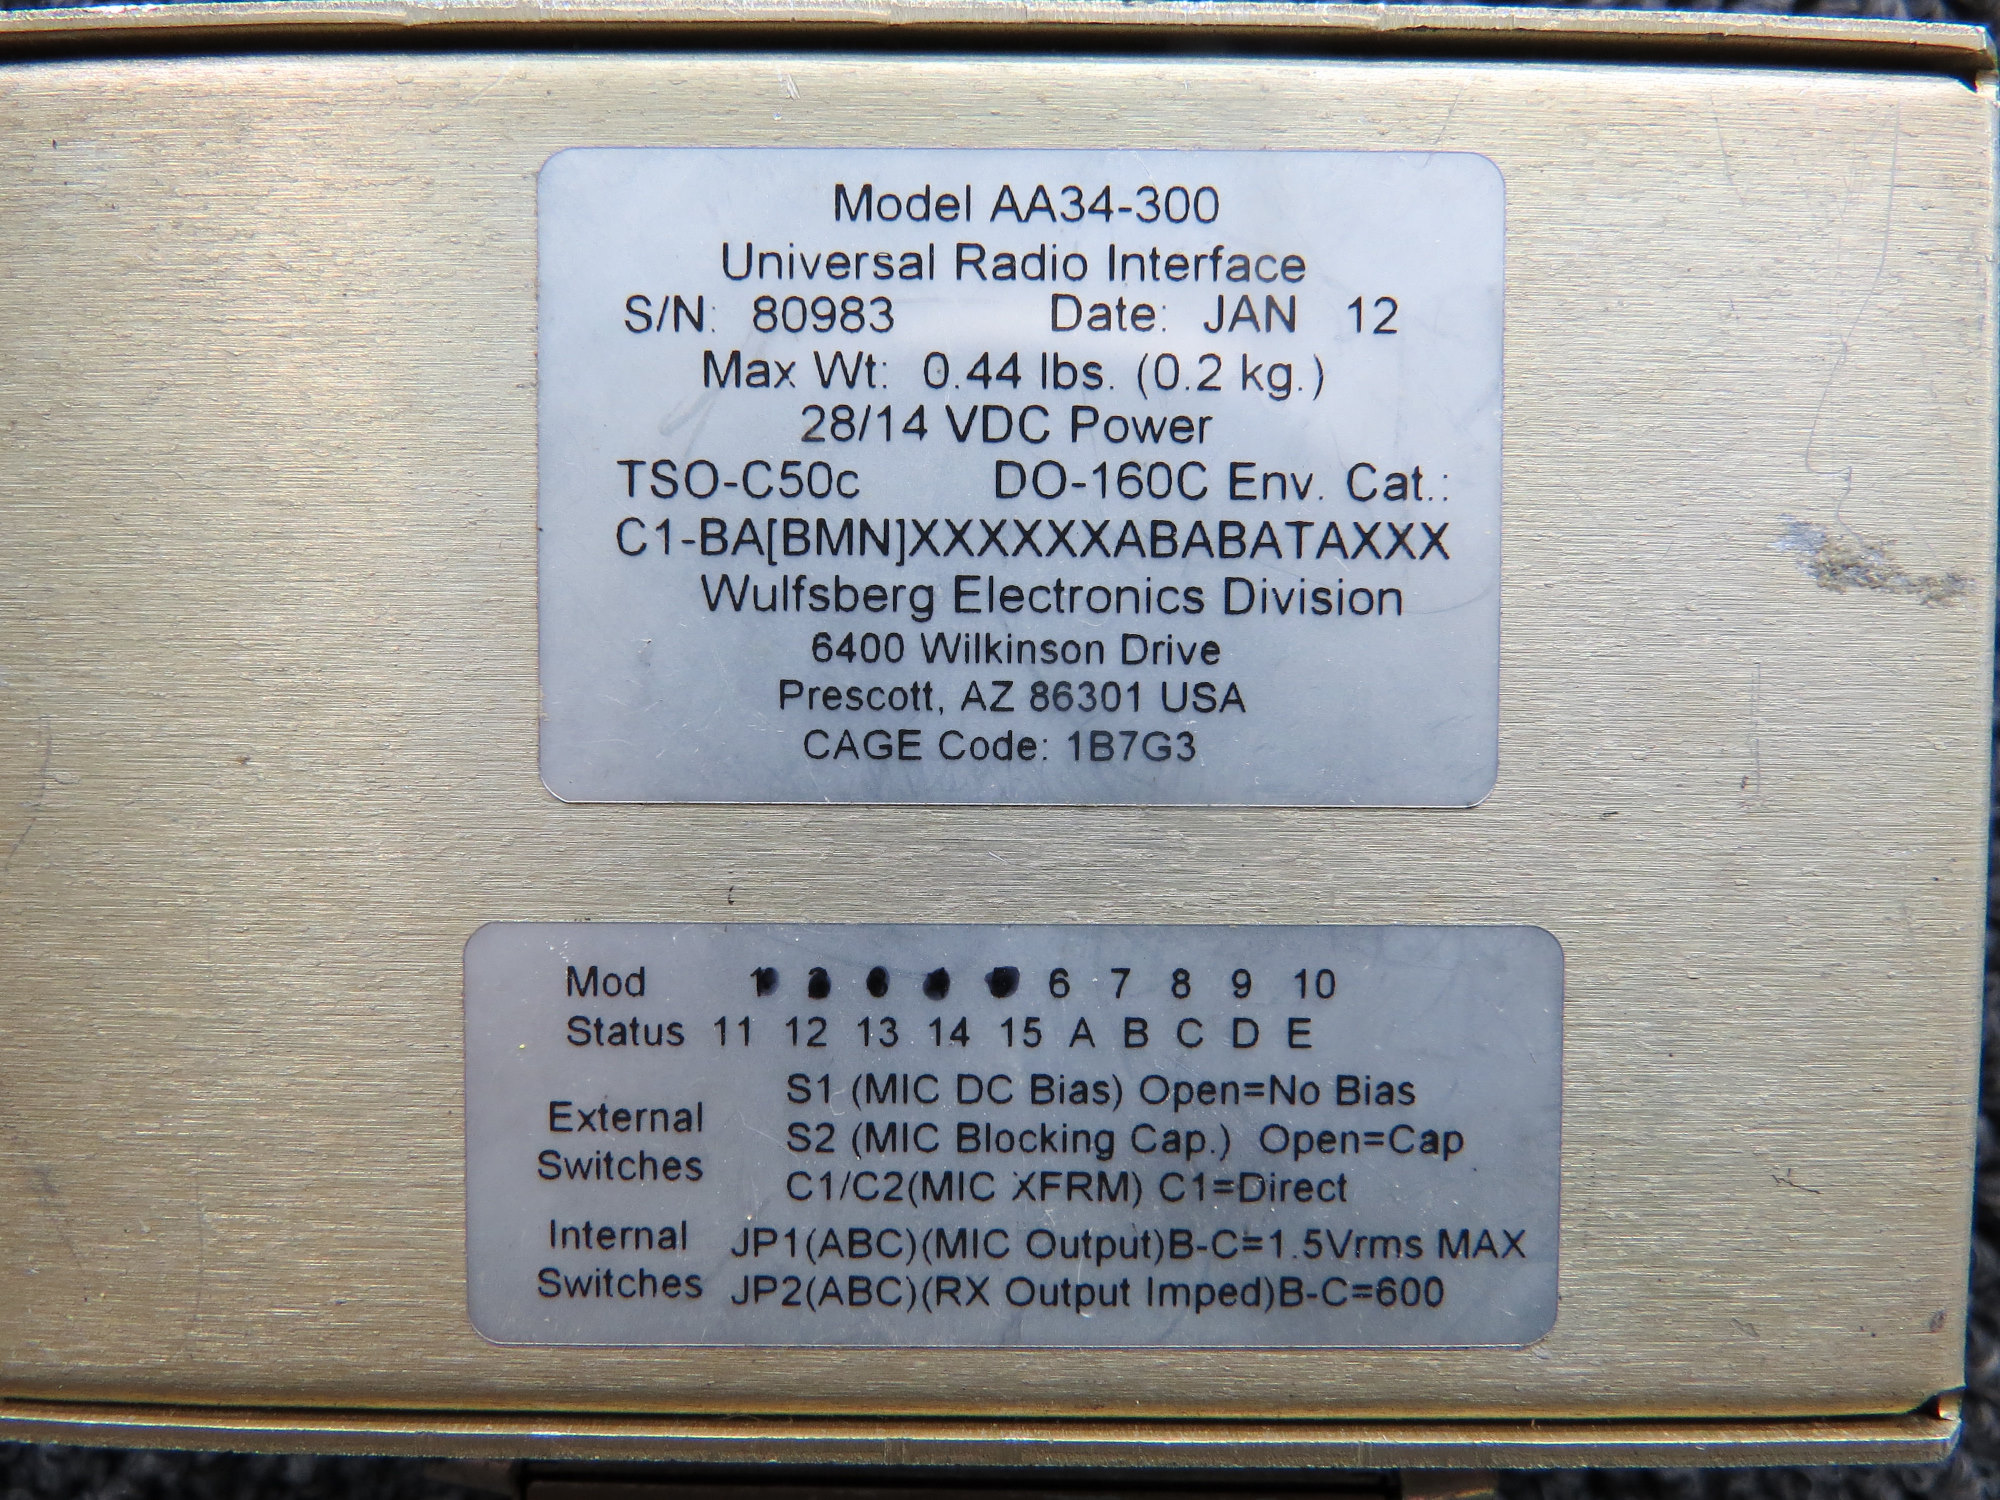 Model AA34-300
Universal Radio Interface
S/N: 80983 Date: JAN 12
Max Wt: 0.44 lbs. (0.2 kg.)
28/14 VDC Power
TSO-C50c DO-160C Env. Cat.:
C1-BA[BMN]XXXXXXABABATAXXX
Wulfsberg Electronics Division
6400 Wilkinson Drive
Prescott, AZ 86301 USA
CAGE Code: 1B7G3
Mod 1 2 6 7 8 9 10
Status 11 12 13 14 15 A B C D E
External Switches
S1 (MIC DC Bias) Open=No Bias
S2 (MIC Blocking Cap.) Open=Cap
C1/C2(MIC XFRM) C1=Direct
Internal Switches
JP1(ABC)(MIC Output)B-C=1.5Vrms MAX
JP2(ABC)(RX Output Imped)B-C=600